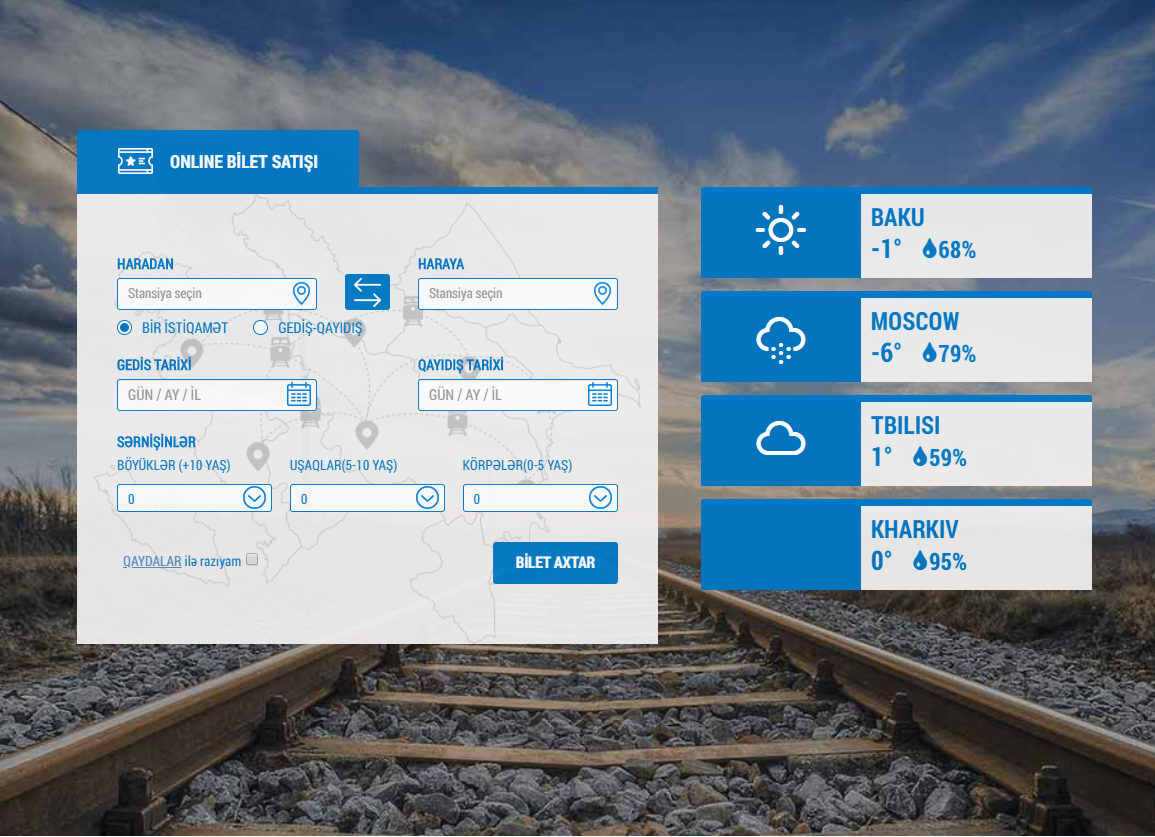 ONLINE BİLET SATIŞI
HARADAN
HARAYA
Stansiya seçin
Stansiya seçin
BİR İSTİQAMƏT
GEDİŞ-QAYIDIŞ
GEDİS TARİXİ
QAYIDIŞ TARİXİ
GÜN / AY / İL
GÜN / AY / İL
SƏRNİŞİNLƏR
BÖYÜKLƏR (+10 YAŞ)
UŞAQLAR(5-10 YAŞ)
KÖRPƏLƏR(0-5 YAŞ)
0
0
0
QAYDALAR ilə razıyam
BİLET AXTAR
BAKU
-1° 68%
MOSCOW
-6° 79%
TBILISI
1° 59%
KHARKIV
0° 95%